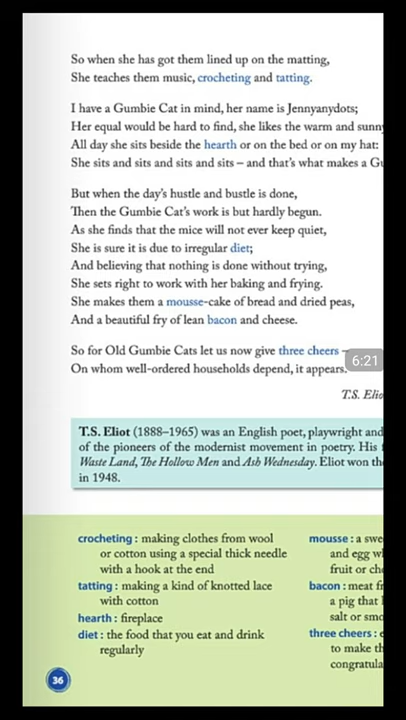 So when she has got them lined up on the matting,
She teaches them music, crocheting and tatting.
I have a Gumbie Cat in mind, her name is Jennyanydots;
Her equal would be hard to find, she likes the warm and sunn
All day she sits beside the hearth or on the bed or on my hat:
She sits and sits and sits and sits – and that's what makes a Gu
But when the day's hustle and bustle is done,
Then the Gumbie Cat's work is but hardly begun.
As she finds that the mice will not ever keep quiet,
She is sure it is due to irregular diet;
And believing that nothing is done without trying,
She sets right to work with her baking and frying.
She makes them a mousse-cake of bread and dried peas,
And a beautiful fry of lean bacon and cheese.
So for Old Gumbie Cats let us now give three cheers –
6:21
On whom well-ordered households depend, it appears.
T.S. Elio
T.S. Eliot (1888–1965) was an English poet, playwright and
of the pioneers of the modernist movement in poetry. His
Waste Land, The Hollow Men and Ash Wednesday. Eliot won th
in 1948.
crocheting : making clothes from wool
or cotton using a special thick needle
with a hook at the end
tatting : making a kind of knotted lace
with cotton
hearth : fireplace
diet : the food that you eat and drink
regularly
mousse : a swe
and egg w
fruit or ch
bacon : meat f
a pig that
salt or smo
three cheers : e
to make th
congratula
36